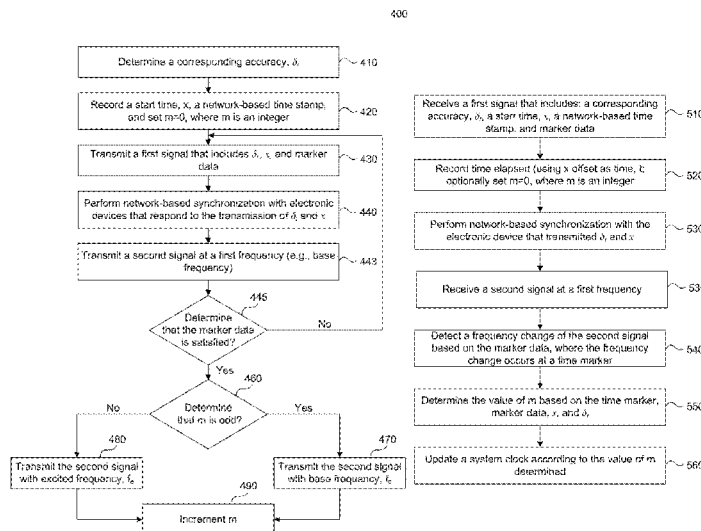 400
Determine a corresponding accuracy, δᵢ
410
Record a start time, x, a network-based time stamp,
and set m=0, where m is an integer
420
Transmit a first signal that includes δᵢ, x, and marker
data
430
Perform network-based synchronization with electronic
devices that respond to the transmission of δᵢ and x
440
Transmit a second signal at a first frequency (e.g., base
frequency)
443
445
Determine
that the marker data
is satisfied?
No
Yes
460
Determine
that m is odd?
No
Yes
480
Transmit the second signal
with excited frequency, fₑ
470
Transmit the second signal
with base frequency,
490
Increment m
Receive a first signal that includes: a corresponding
accuracy, δᵢ, a start time, x, a network-based time
stamp, and marker data
510
Record time elapsed (using x offset as time, t;
optionally set m=0, where m is an integer
520
Perform network-based synchronization with the
electronic device that transmitted δᵢ and x
530
Receive a second signal at a first frequency
53
Detect a frequency change of the second signal
based on the marker data, where the frequency
change occurs at a time marker
540
Determine the value of m based on the time marker,
marker data, x, and δᵢ
550
Update a system clock according to the value of m
determined
560